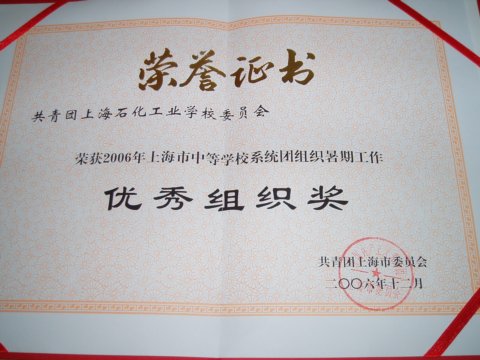 荣誉证书
共青团上海石化工业学校委员会
荣获2006年上海市中等学校系统团组织暑期工作
优秀组织奖
共青团上海市委员会
二〇〇六年十二月